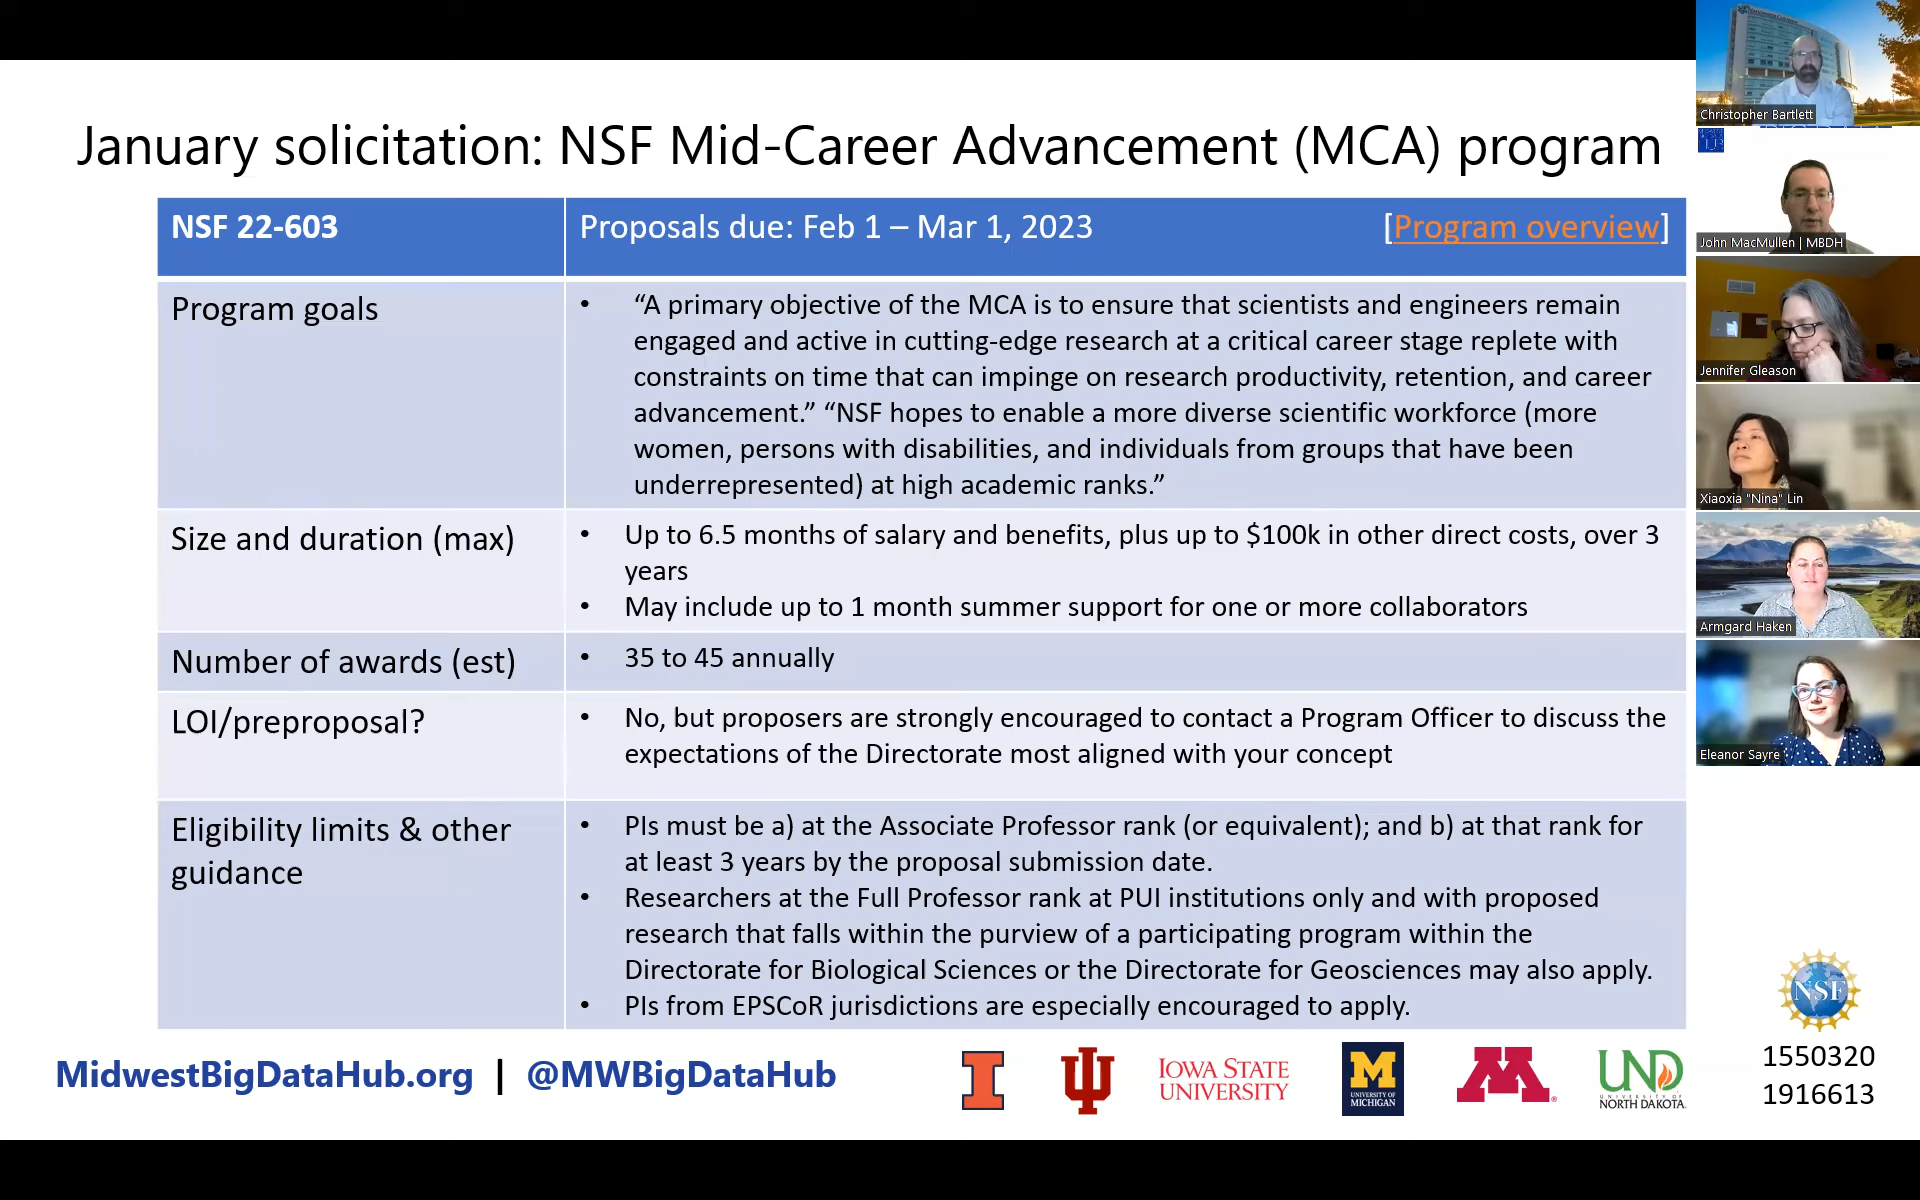 January solicitation: NSF Mid-Career Advancement (MCA) program
NSF 22-603
Proposals due: Feb 1 – Mar 1, 2023
[Program overview]
Program goals
• “A primary objective of the MCA is to ensure that scientists and engineers remain
engaged and active in cutting-edge research at a critical career stage replete with
constraints on time that can impinge on research productivity, retention, and career
advancement.” “NSF hopes to enable a more diverse scientific workforce (more
women, persons with disabilities, and individuals from groups that have been
underrepresented) at high academic ranks.”
Size and duration (max)
• Up to 6.5 months of salary and benefits, plus up to $100k in other direct costs, over 3
years
• May include up to 1 month summer support for one or more collaborators
Number of awards (est)
• 35 to 45 annually
LOI/preproposal?
• No, but proposers are strongly encouraged to contact a Program Officer to discuss the
expectations of the Directorate most aligned with your concept
Eligibility limits & other
guidance
• PIs must be a) at the Associate Professor rank (or equivalent); and b) at that rank for
at least 3 years by the proposal submission date.
• Researchers at the Full Professor rank at PUI institutions only and with proposed
research that falls within the purview of a participating program within the
Directorate for Biological Sciences or the Directorate for Geosciences may also apply.
• PIs from EPSCoR jurisdictions are especially encouraged to apply.
MidwestBigDataHub.org | @MWBigDataHub
IOWA STATE
UNIVERSITY
M
UNIVERSITY OF
MICHIGAN
M
UND
UNIVERSITY OF
NORTH DAKOTA
NSF
1550320
1916613
Christopher Bartlett
John MacMullen | MBDH
Jennifer Gleason
Xiaoxia "Nina" Lin
Armgard Haken
Eleanor Sayre